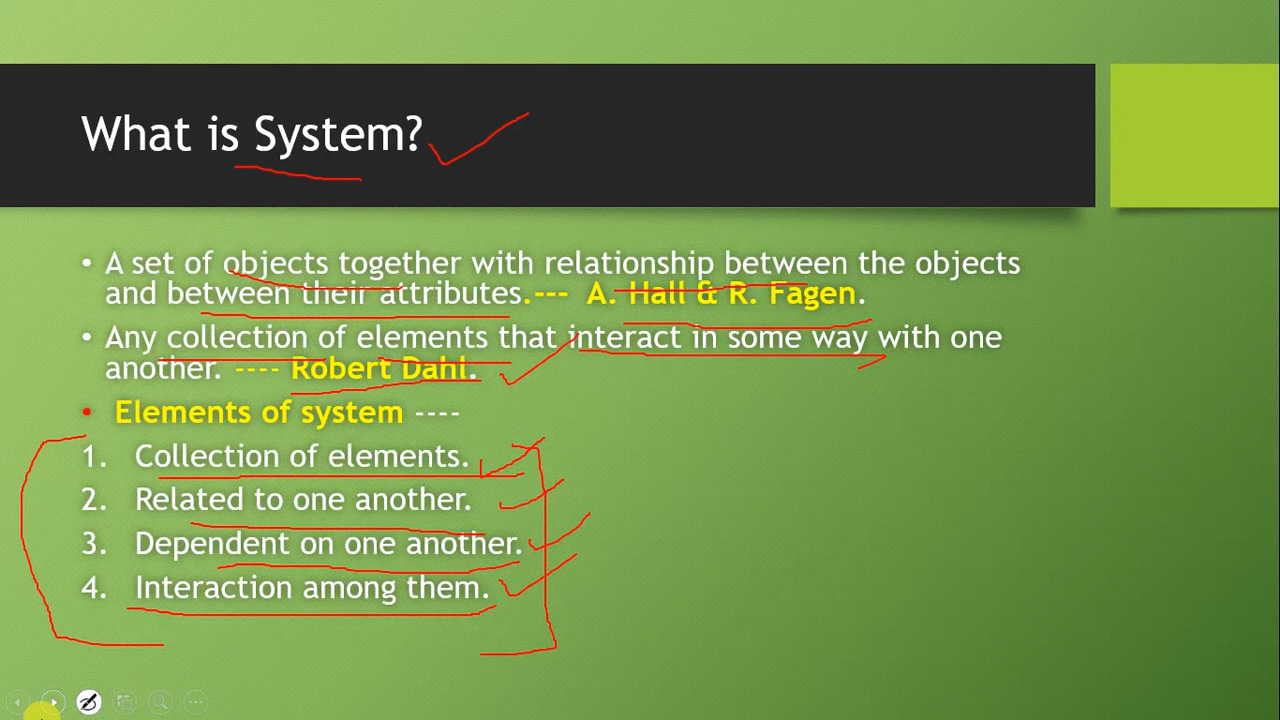 What is System?
• A set of objects together with relationship between the objects
and between their attributes.--- A. Hall & R. Fagen.
• Any collection of elements that interact in some way with one
another. ---- Robert Dahl.
• Elements of system ----
1. Collection of elements.
2. Related to one another.
3. Dependent on one another.
4. Interaction among them.